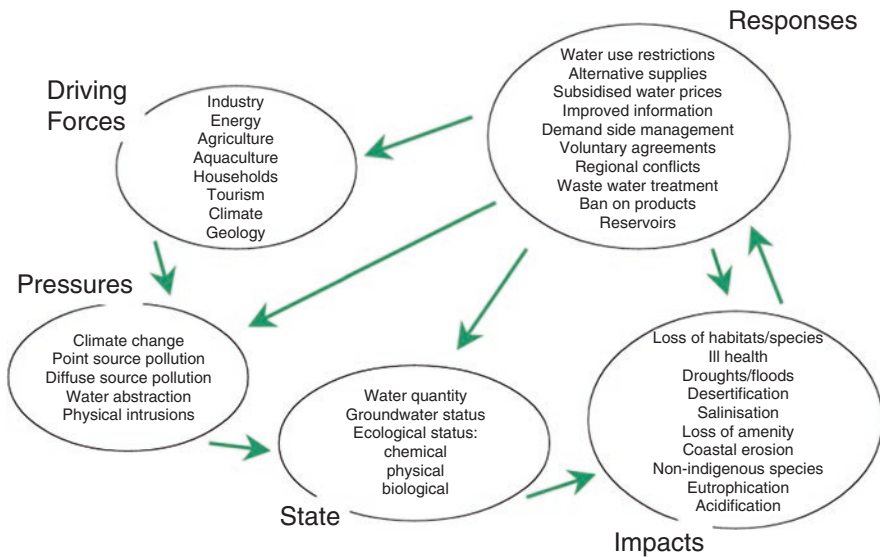 Responses
Water use restrictions
Alternative supplies
Subsidised water prices
Improved information
Demand side management
Voluntary agreements
Regional conflicts
Waste water treatment
Ban on products
Reservoirs
Driving
Forces
Industry
Energy
Agriculture
Aquaculture
Households
Tourism
Climate
Geology
Pressures
Climate change
Point source pollution
Diffuse source pollution
Water abstraction
Physical intrusions
Water quantity
Groundwater status
Ecological status:
chemical
physical
biological
State
Loss of habitats/species
Ill health
Droughts/floods
Desertification
Salinisation
Loss of amenity
Coastal erosion
Non-indigenous species
Eutrophication
Acidification
Impacts